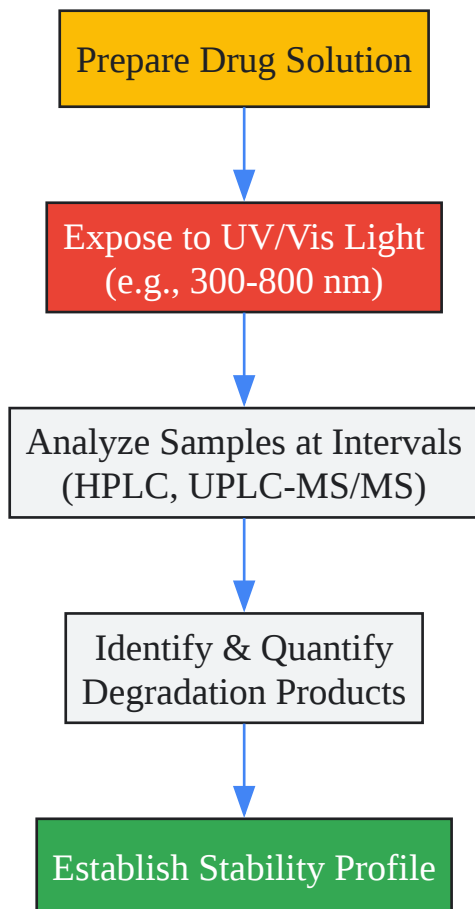 Prepare Drug Solution
Expose to UV/Vis Light
(e.g., 300-800 nm)
Analyze Samples at Intervals
(HPLC, UPLC-MS/MS)
Identify & Quantify
Degradation Products
Establish Stability Profile